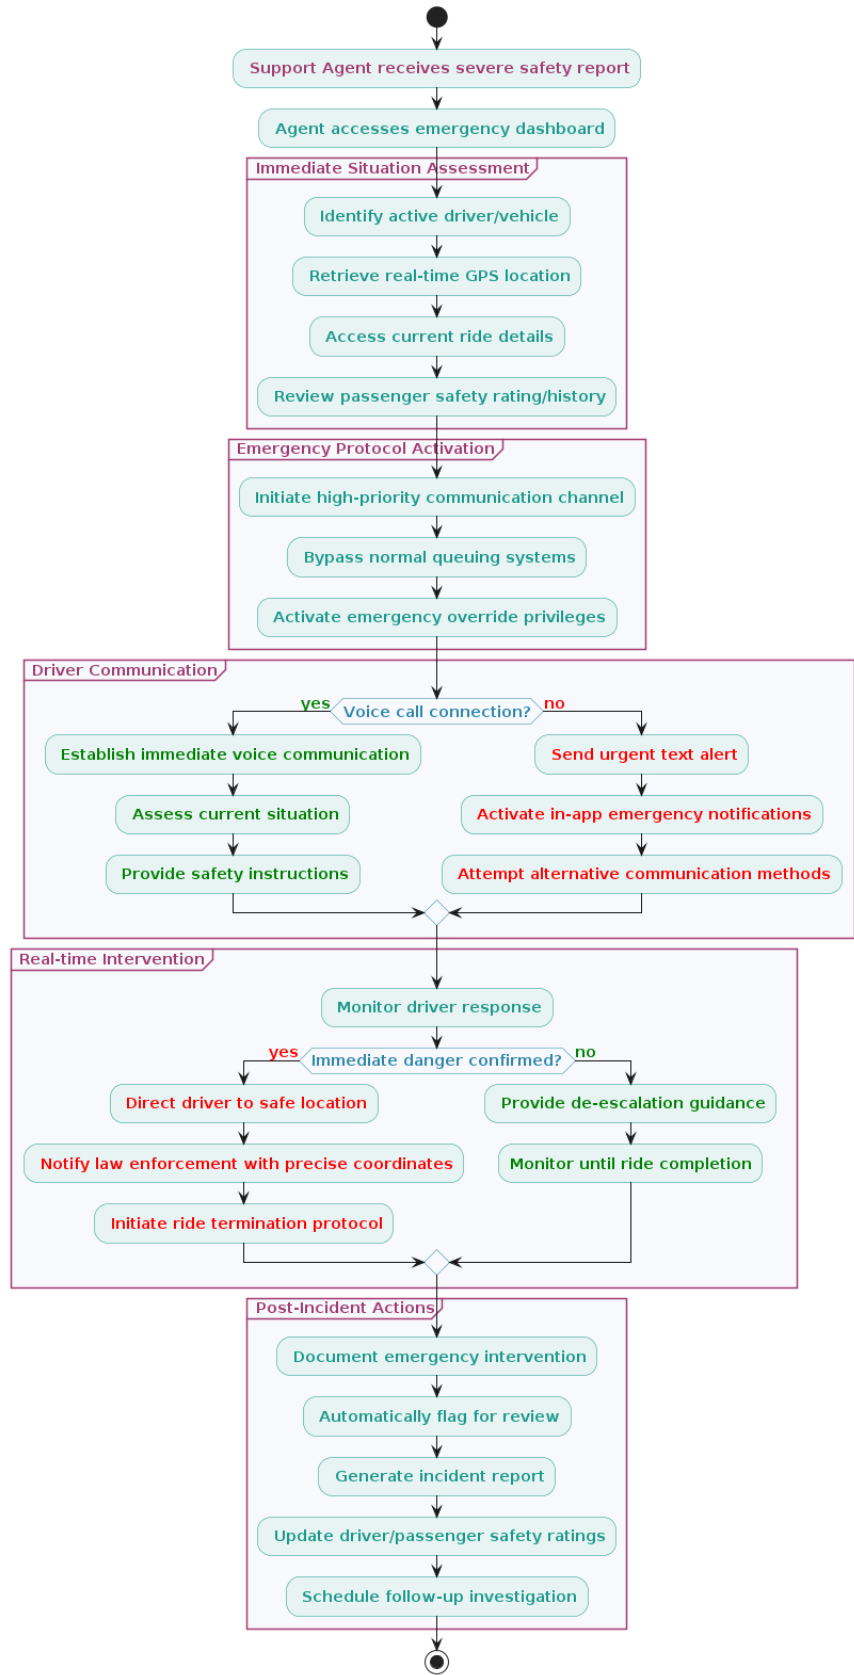 Support Agent receives severe safety report
Agent accesses emergency dashboard
Immediate Situation Assessment
Identify active driver/vehicle
Retrieve real-time GPS location
Access current ride details
Review passenger safety rating/history
Emergency Protocol Activation
Initiate high-priority communication channel
Bypass normal queuing systems
Activate emergency override privileges
Driver Communication
yes
Voice call connection?
no
Establish immediate voice communication
Send urgent text alert
Assess current situation
Activate in-app emergency notifications
Provide safety instructions
Attempt alternative communication methods
Real-time Intervention
Monitor driver response
yes
Immediate danger confirmed?
no
Direct driver to safe location
Provide de-escalation guidance
Notify law enforcement with precise coordinates
Monitor until ride completion
Initiate ride termination protocol
Post-Incident Actions
Document emergency intervention
Automatically flag for review
Generate incident report
Update driver/passenger safety ratings
Schedule follow-up investigation